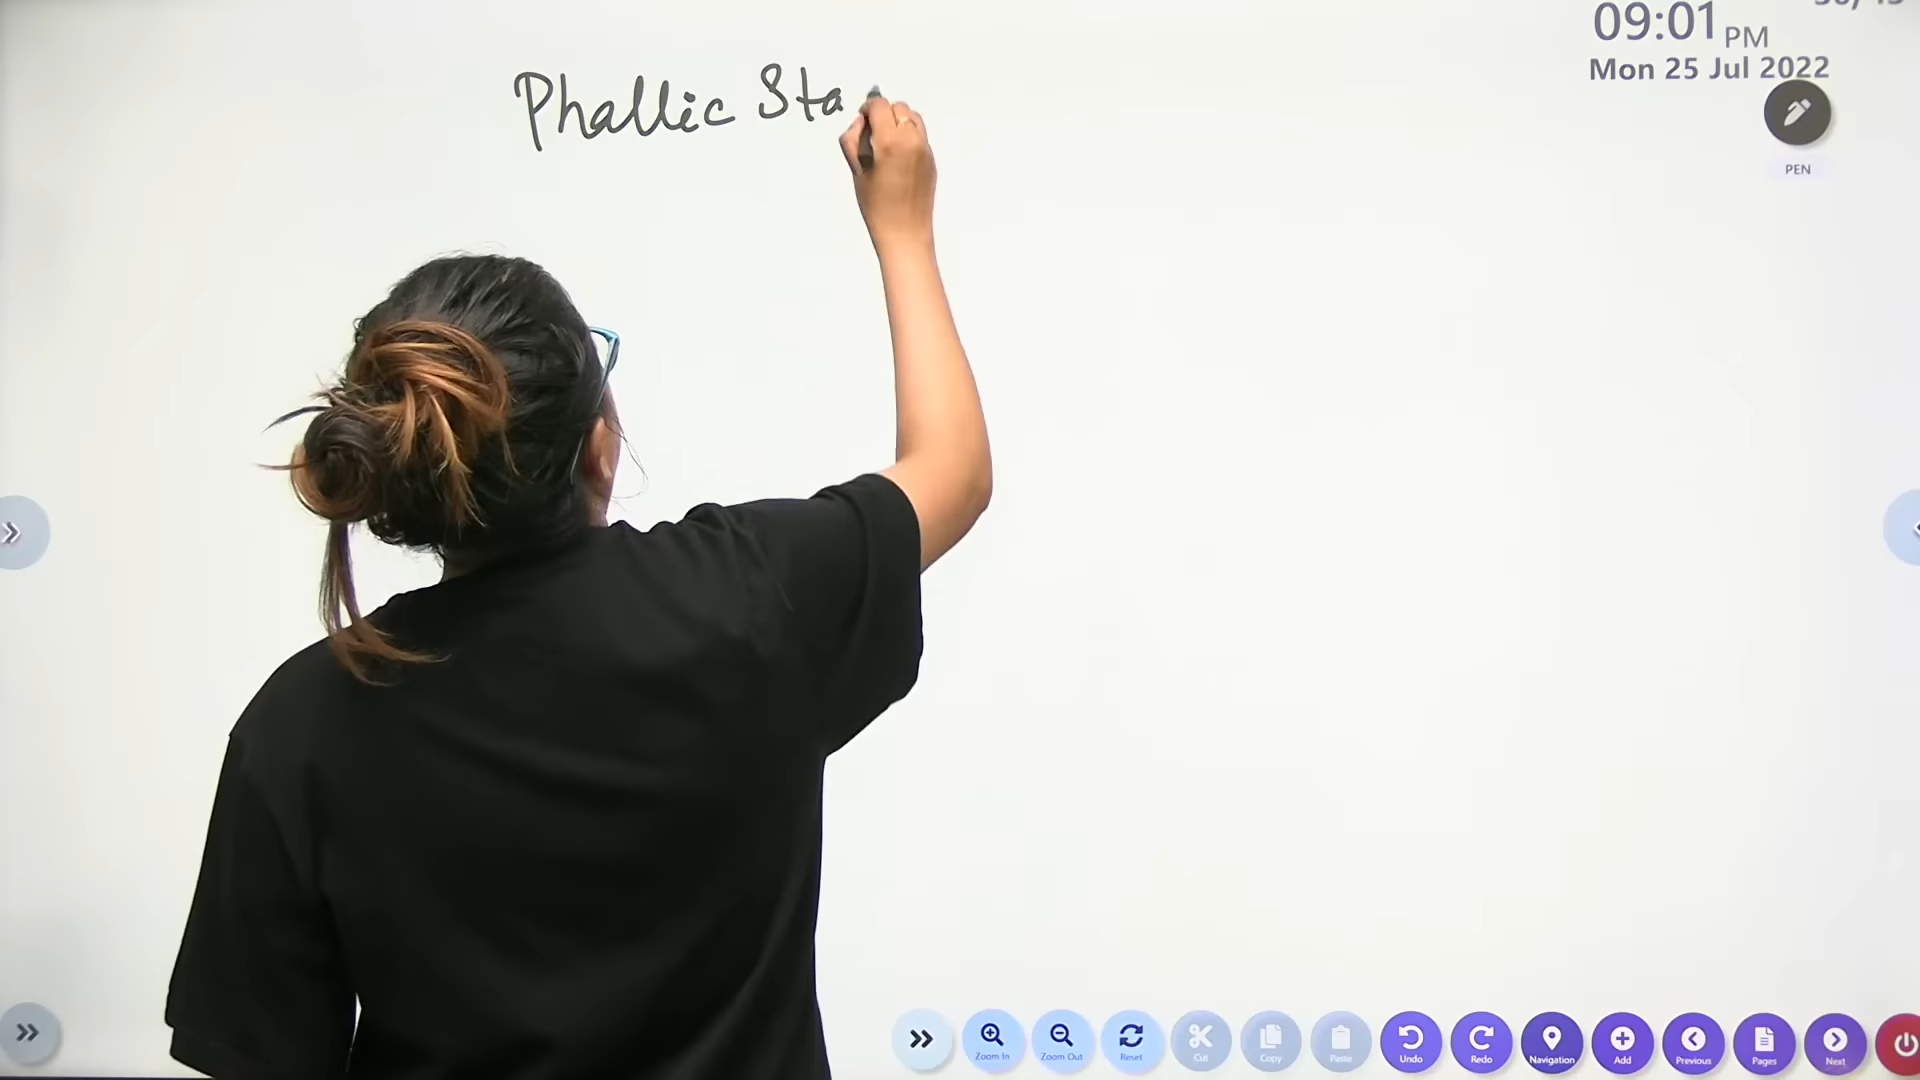 09:01 PM
Mon 25 Jul 2022
Phallic Sta
PEN
Zoom In
Zoom Out
Reset
Cut
Copy
Paste
Undo
Redo
Navigation
Add
Previous
Pages
Next